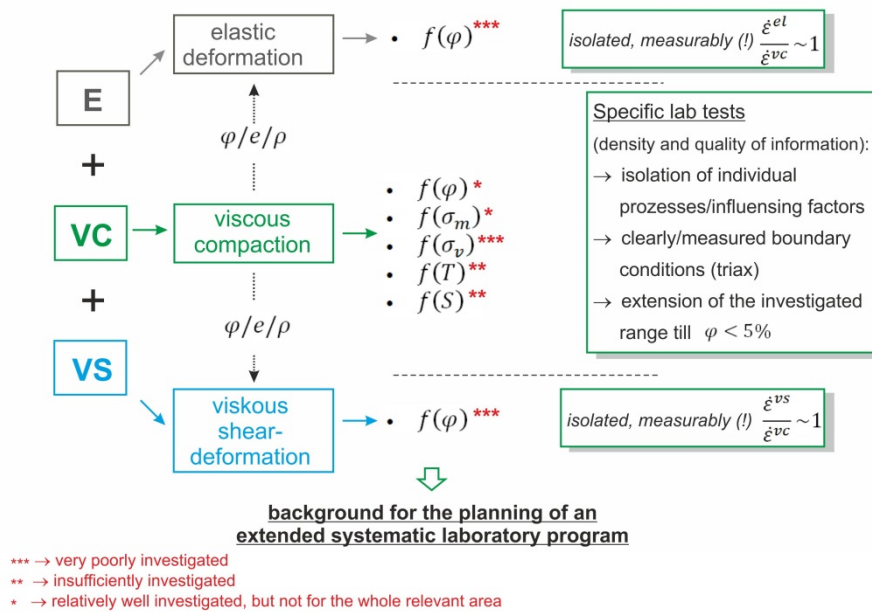 elastic
deformation
• f(φ)***
isolated, measurably (!) ε̇^el/ε̇^vc ~1
E
φ/e/ρ
+
Specific lab tests
(density and quality of information):
→ isolation of individual
prozesses/influensing factors
→ clearly/measured boundary
conditions (triax)
→ extension of the investigated
range till φ < 5%
VC
viscous
compaction
• f(φ)*
• f(σ_m)*
• f(σ_v)***
• f(T)**
• f(S)**
+
φ/e/ρ
VS
viskous
shear-
deformation
• f(φ)***
isolated, measurably (!) ε̇^vs/ε̇^vc ~1
background for the planning of an
extended systematic laboratory program
*** → very poorly investigated
** → insufficiently investigated
* → relatively well investigated, but not for the whole relevant area